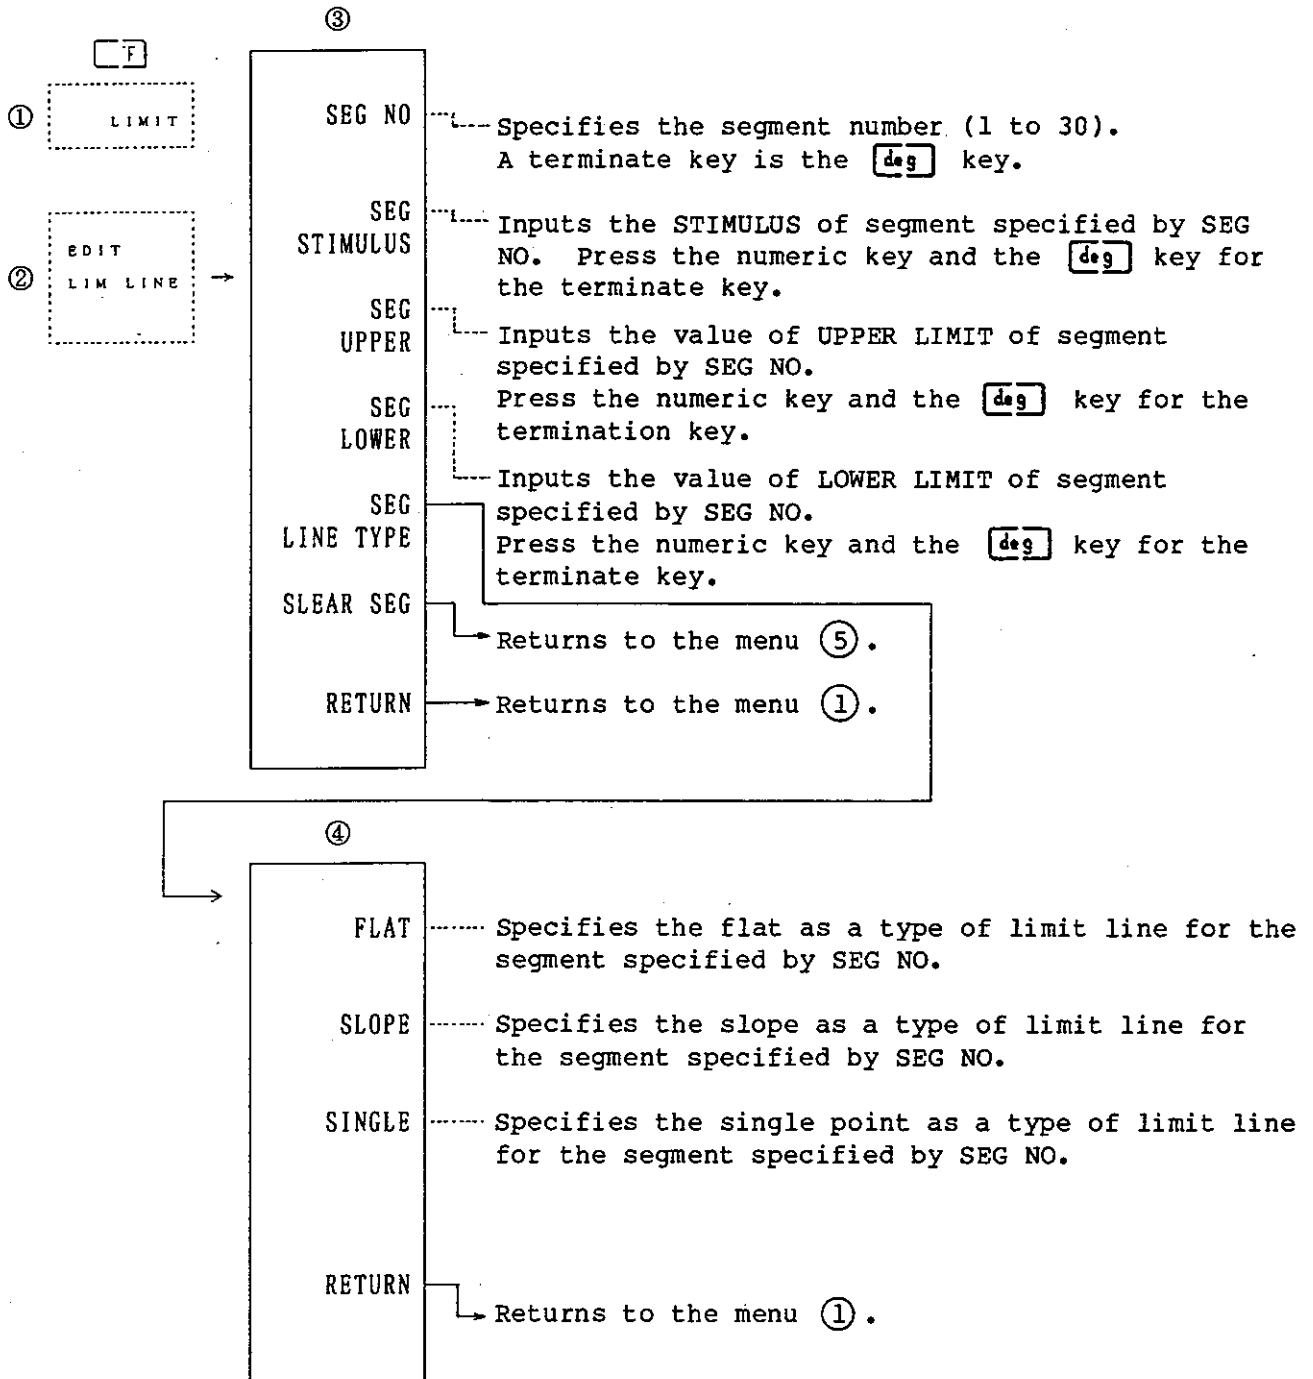 ③
F
① LIMIT
② EDIT
LIM LINE
SEG NO
Specifies the segment number (1 to 30).
A terminate key is the deg key.
SEG
STIMULUS
Inputs the STIMULUS of segment specified by SEG
NO. Press the numeric key and the deg key for
the terminate key.
SEG
UPPER
Inputs the value of UPPER LIMIT of segment
specified by SEG NO.
Press the numeric key and the deg key for the
termination key.
SEG
LOWER
Inputs the value of LOWER LIMIT of segment
specified by SEG NO.
Press the numeric key and the deg key for the
terminate key.
SEG
LINE TYPE
SLEAR SEG
Returns to the menu ⑤.
RETURN
Returns to the menu ①.
④
FLAT
Specifies the flat as a type of limit line for the
segment specified by SEG NO.
SLOPE
Specifies the slope as a type of limit line for
the segment specified by SEG NO.
SINGLE
Specifies the single point as a type of limit line
for the segment specified by SEG NO.
RETURN
Returns to the menu ①.